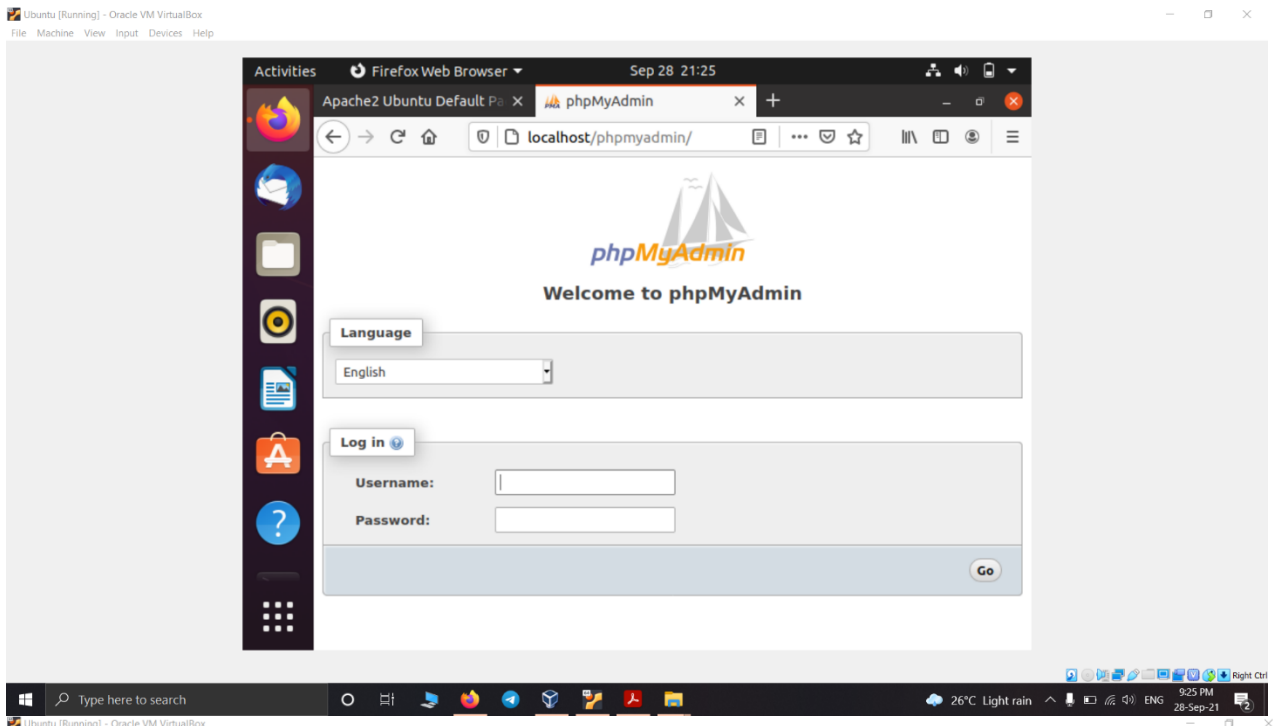 Ubuntu [Running] - Oracle VM VirtualBox
File Machine View Input Devices Help
Activities Firefox Web Browser Sep 28 21:25
Apache2 Ubuntu Default Pa phpMyAdmin
localhost/phpmyadmin/
phpMyAdmin
Welcome to phpMyAdmin
Language
English
Log in
Username:
Password:
Go
Right Ctrl
Type here to search 26°C Light rain ENG 9:25 PM
28-Sep-21 2
Ubuntu [Running] - Oracle VM VirtualBox